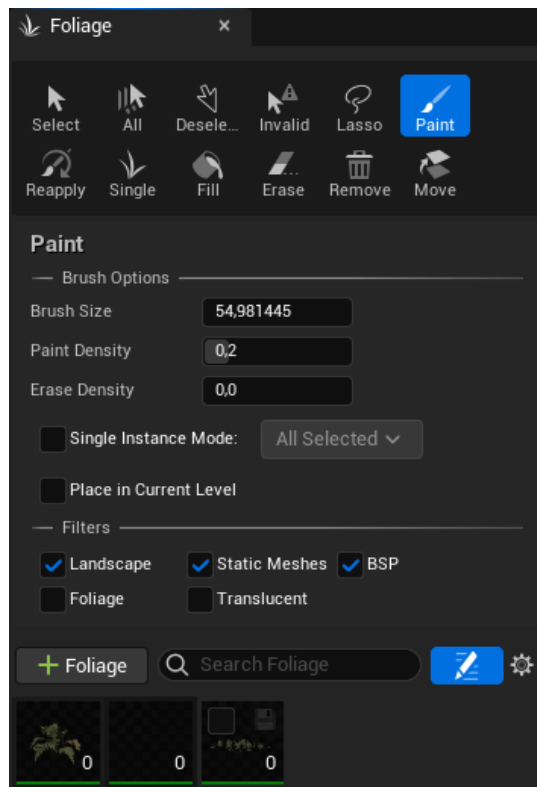 Foliage
Select All Desele... Invalid Lasso Paint
Reapply Single Fill Erase Remove Move
Paint
Brush Options
Brush Size 54,981445
Paint Density 0,2
Erase Density 0,0
Single Instance Mode: All Selected
Place in Current Level
Filters
Landscape Static Meshes BSP
Foliage Translucent
+ Foliage Search Foliage
0 0 0